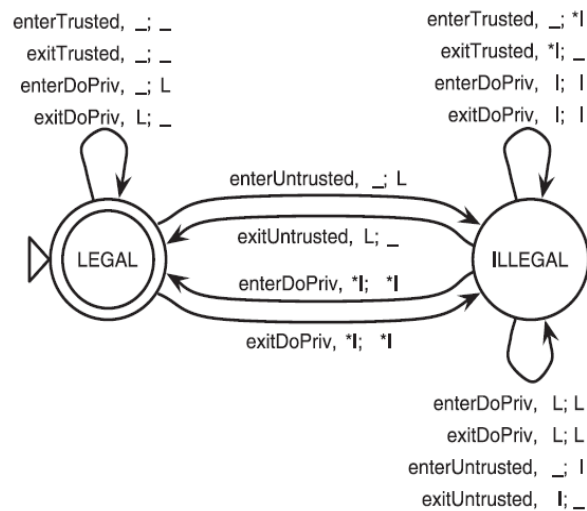 enterTrusted, _; _
exitTrusted, _; _
enterDoPriv, _; L
exitDoPriv, L; _
enterTrusted, _; *I
exitTrusted, *I; _
enterDoPriv, I; I
exitDoPriv, I; I
enterUntrusted, _; L
exitUntrusted, L; _
LEGAL
ILLEGAL
enterDoPriv, *I; *I
exitDoPriv, *I; *I
enterDoPriv, L; L
exitDoPriv, L; L
enterUntrusted, _; I
exitUntrusted, I; _